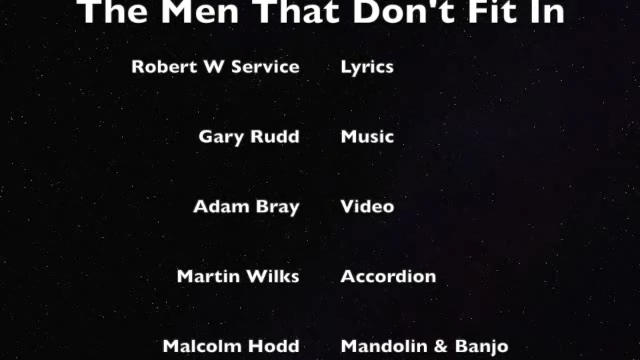 The Men That Don't Fit In
Robert W Service Lyrics
Gary Rudd Music
Adam Bray Video
Martin Wilks Accordion
Malcolm Hodd Mandolin & Banjo